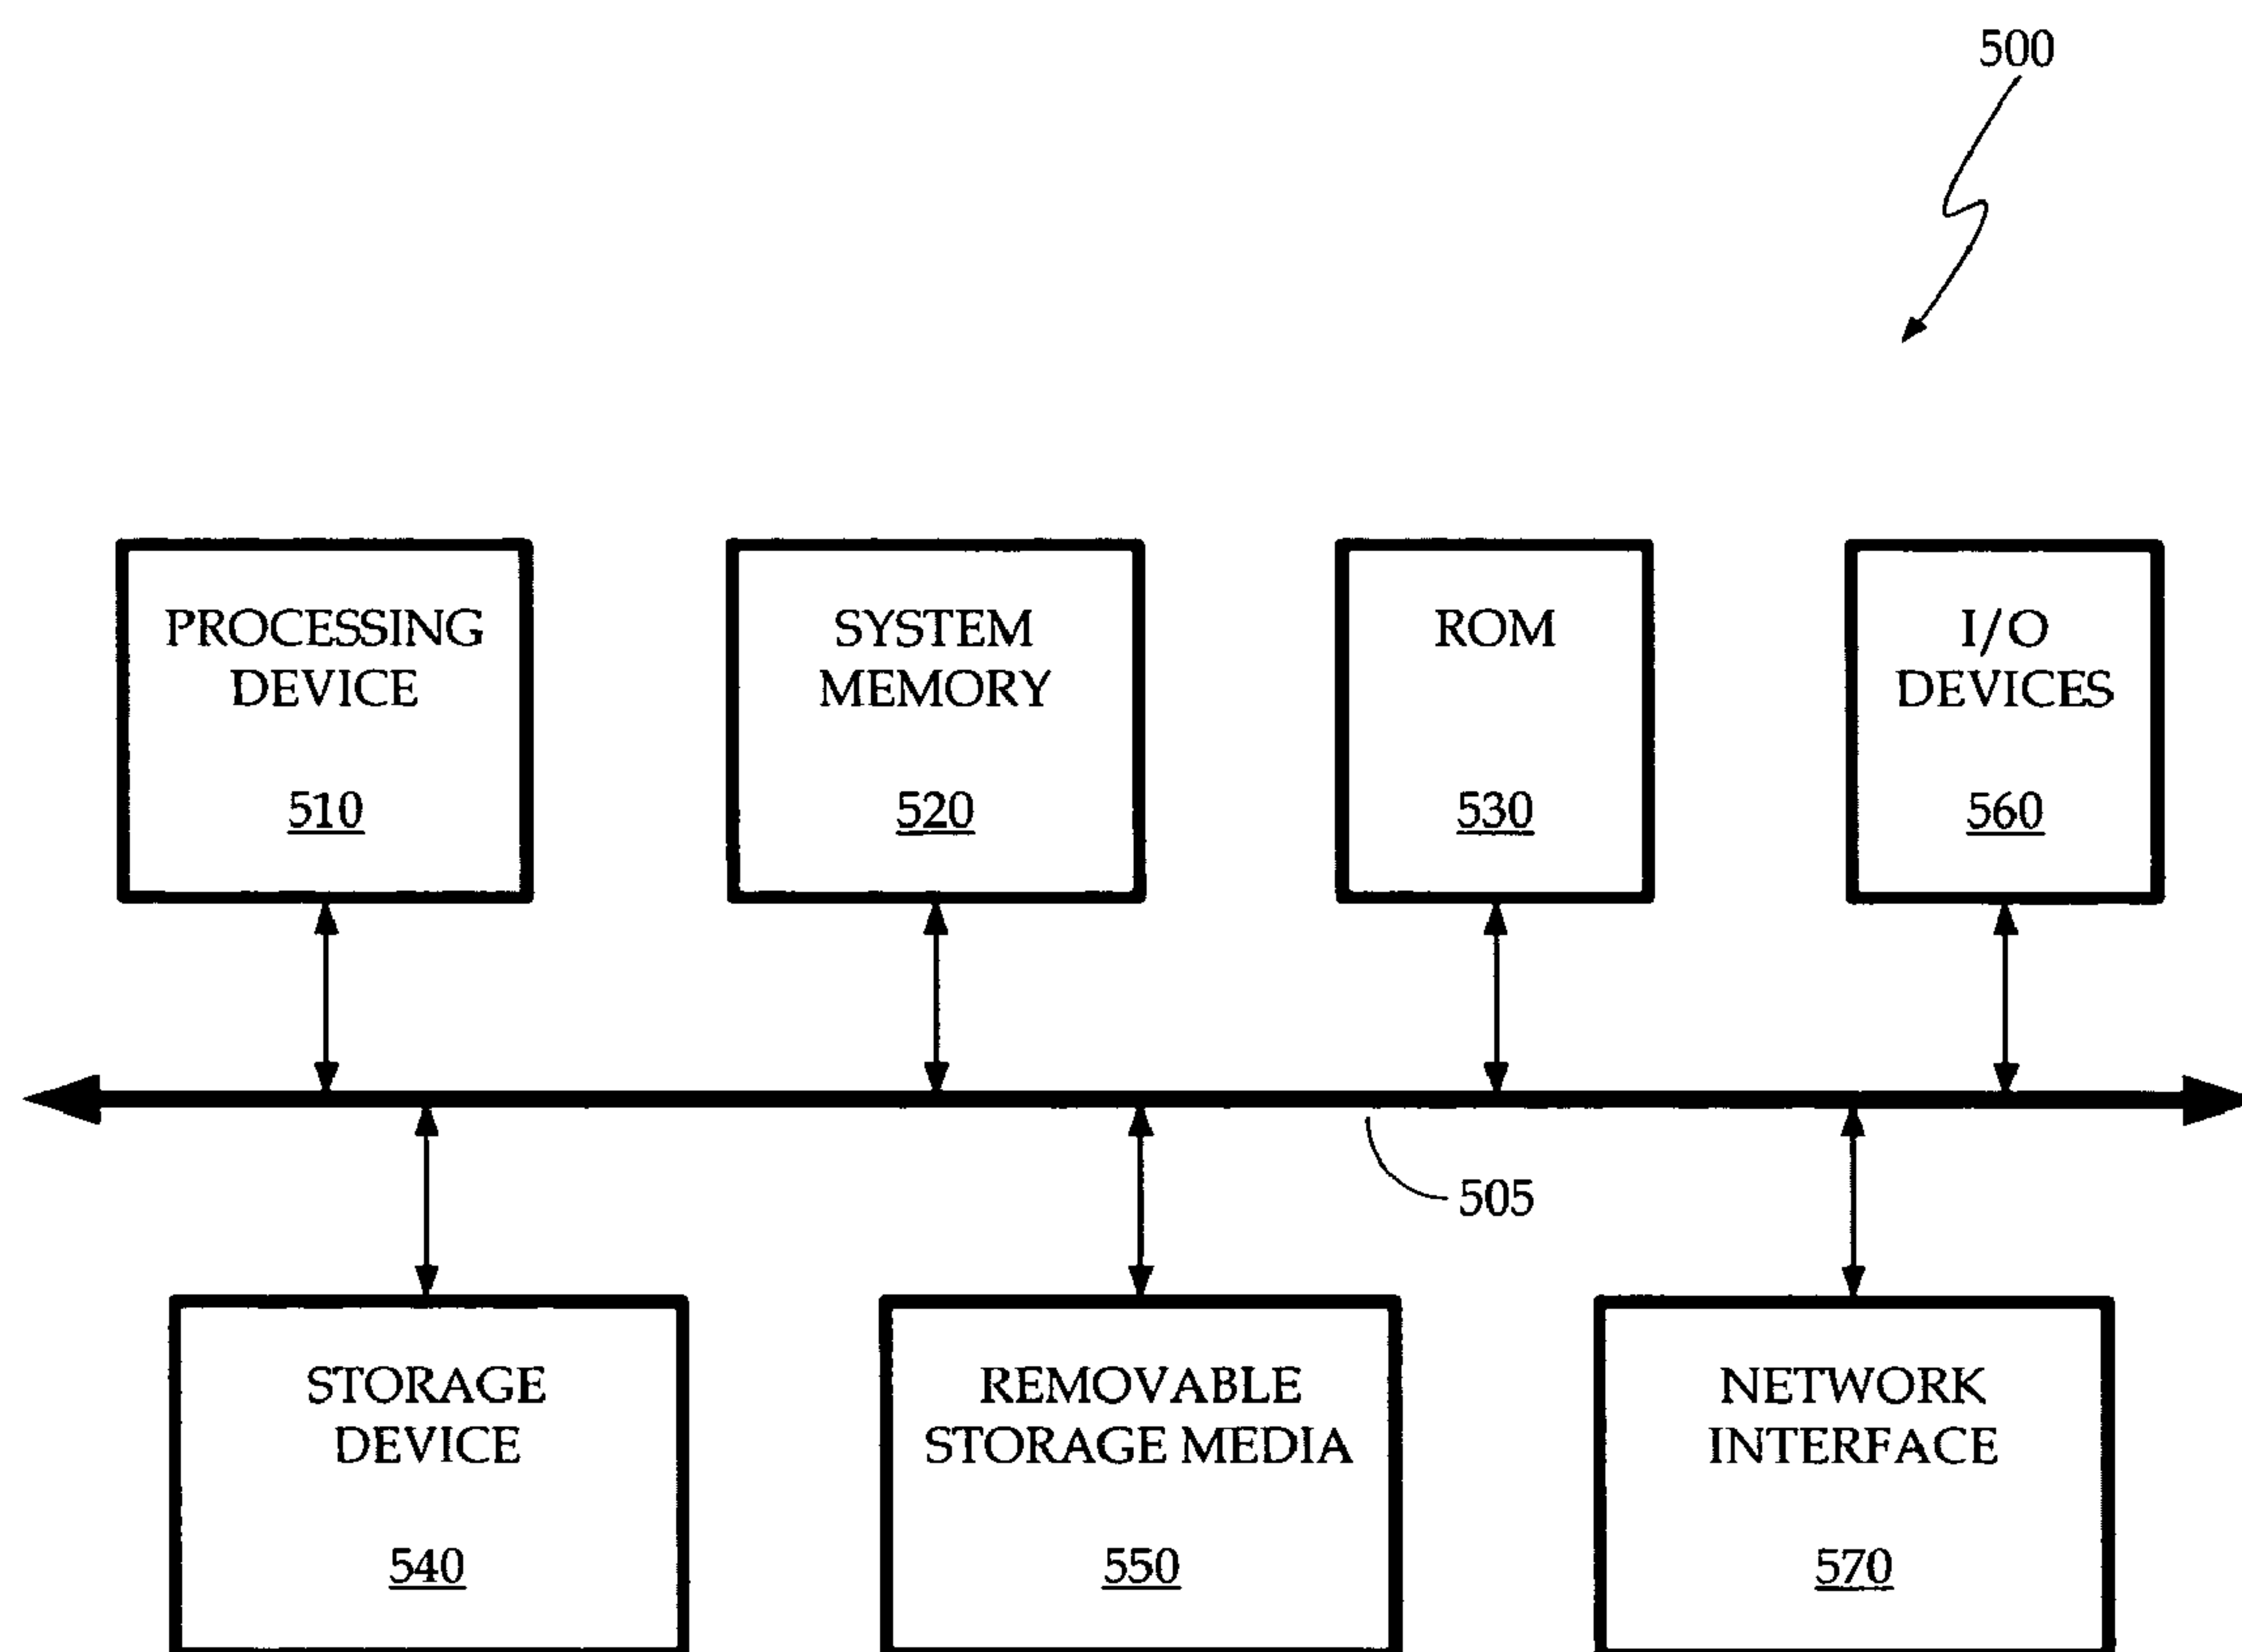 500
PROCESSING
DEVICE
510
SYSTEM
MEMORY
520
ROM
530
I/O
DEVICES
560
505
STORAGE
DEVICE
540
REMOVABLE
STORAGE MEDIA
550
NETWORK
INTERFACE
570